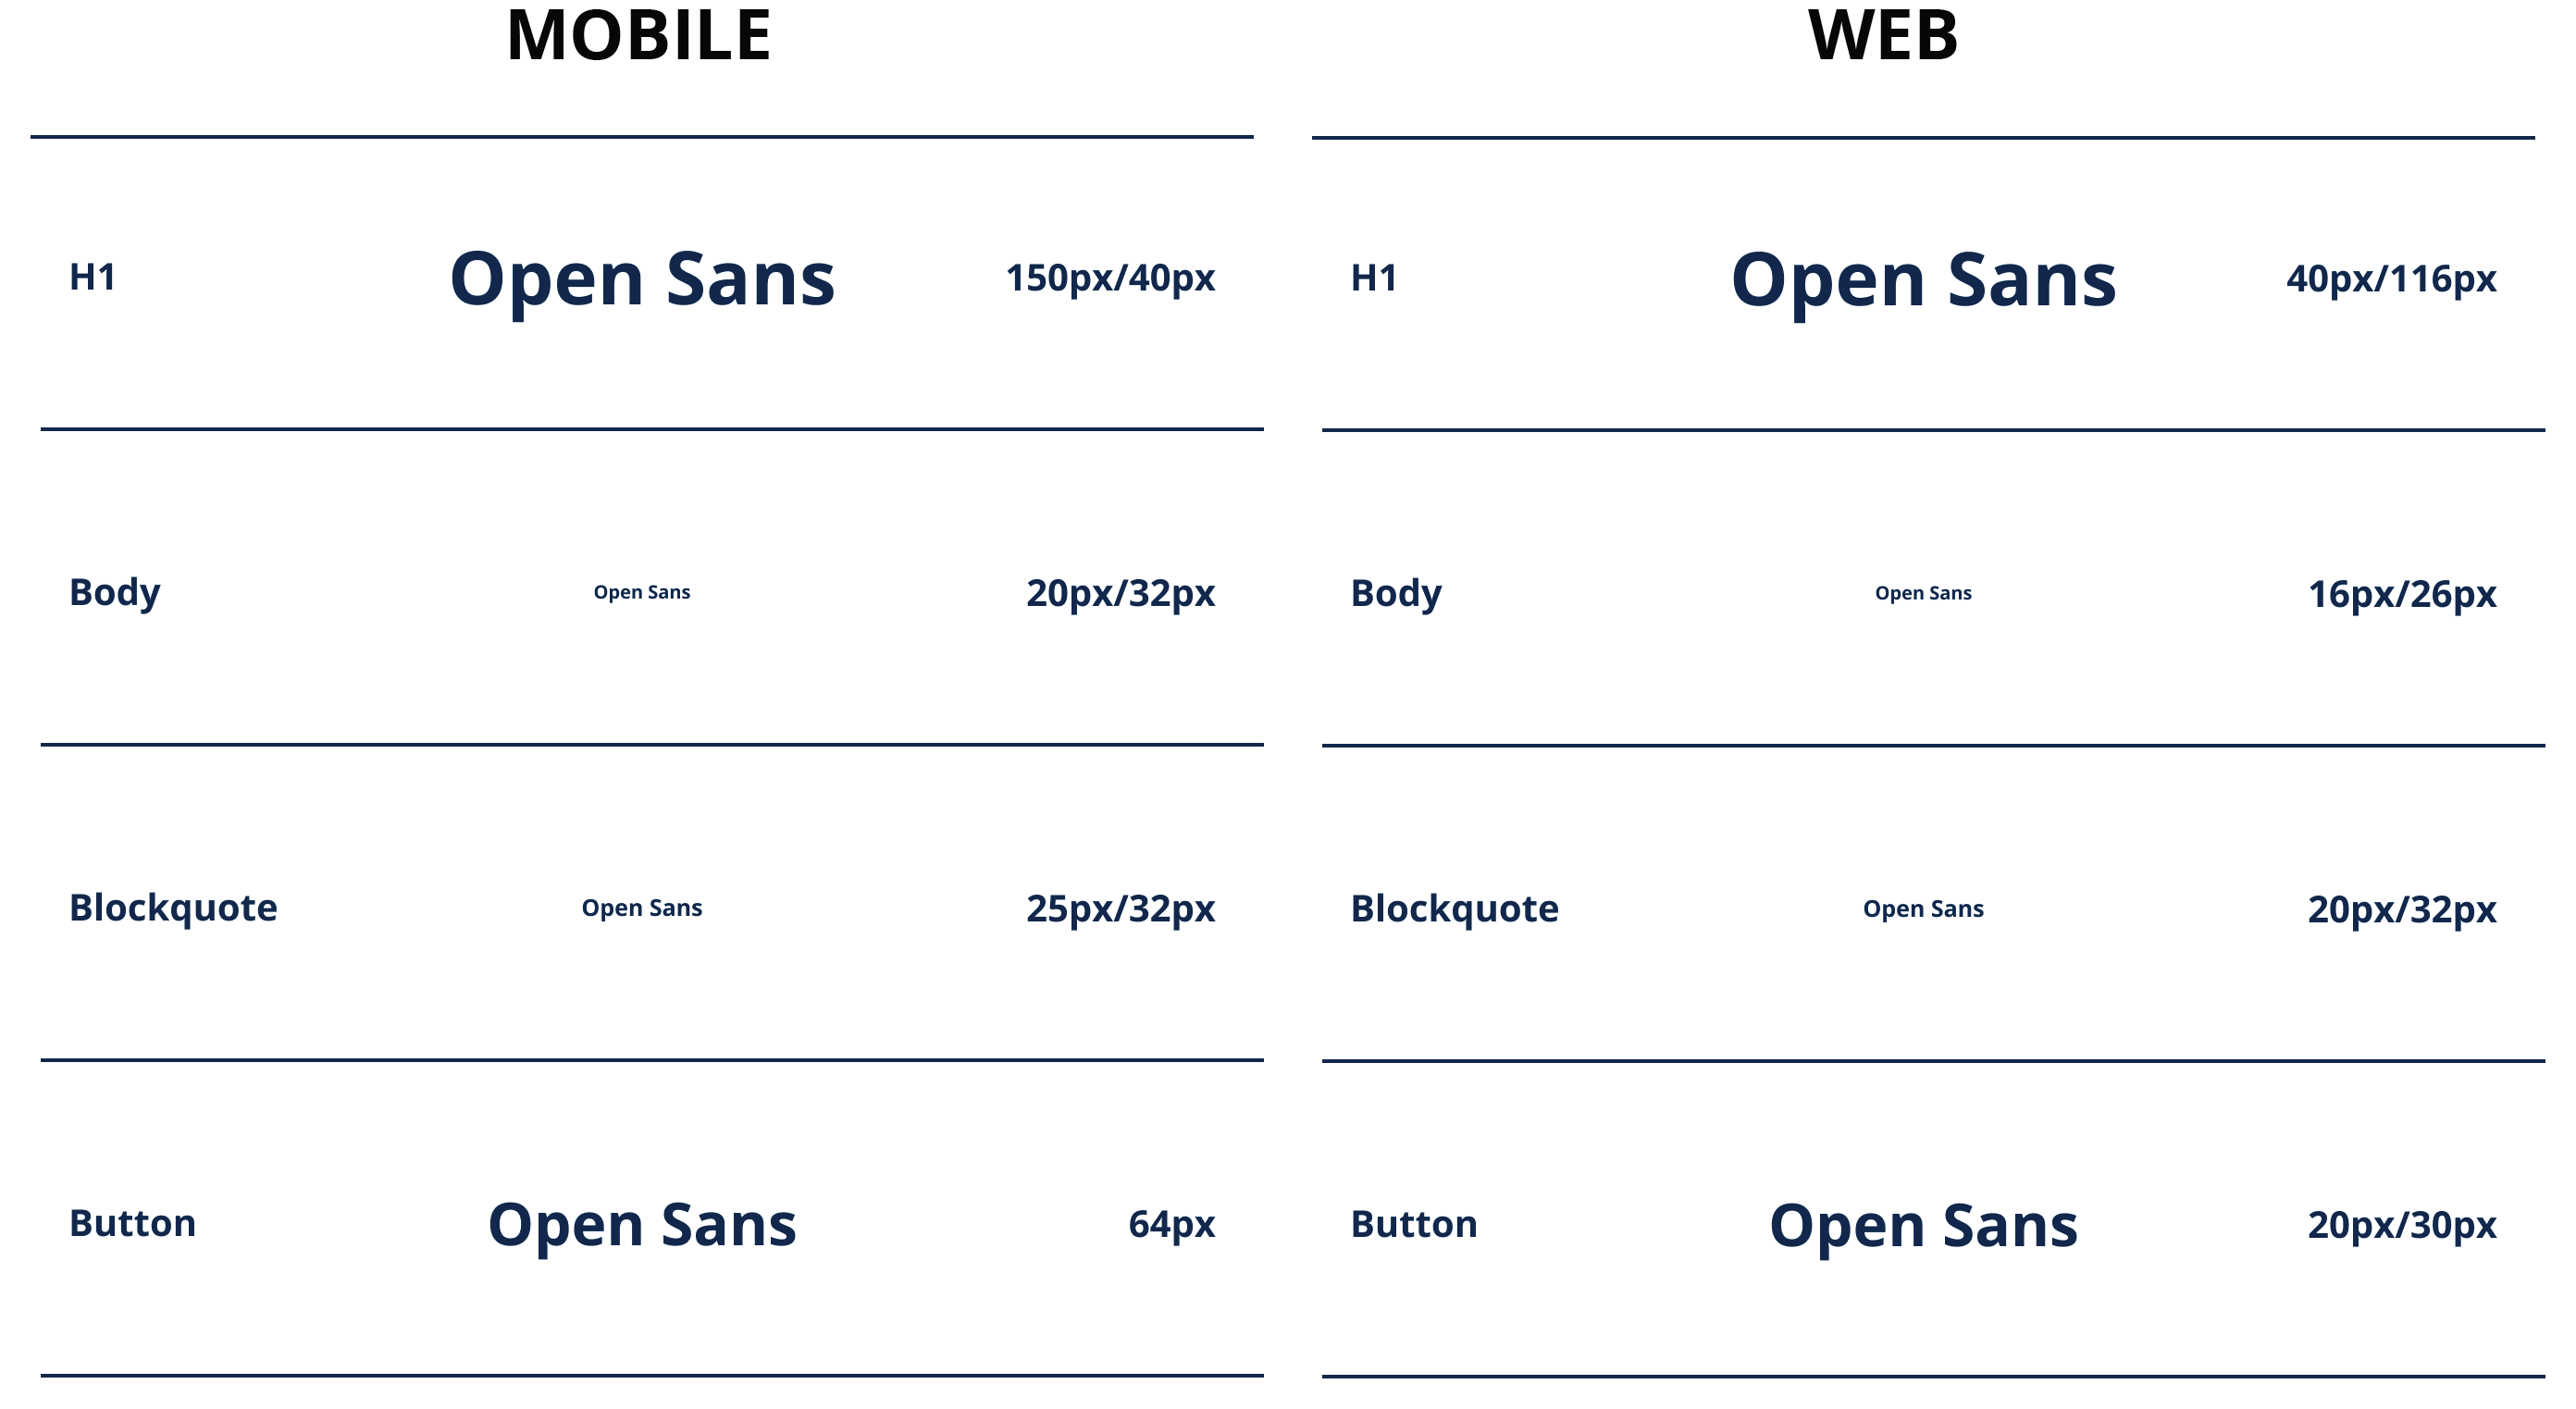 MOBILE
H1 Open Sans 150px/40px
Body Open Sans 20px/32px
Blockquote Open Sans 25px/32px
Button Open Sans 64px
WEB
H1 Open Sans 40px/116px
Body Open Sans 16px/26px
Blockquote Open Sans 20px/32px
Button Open Sans 20px/30px